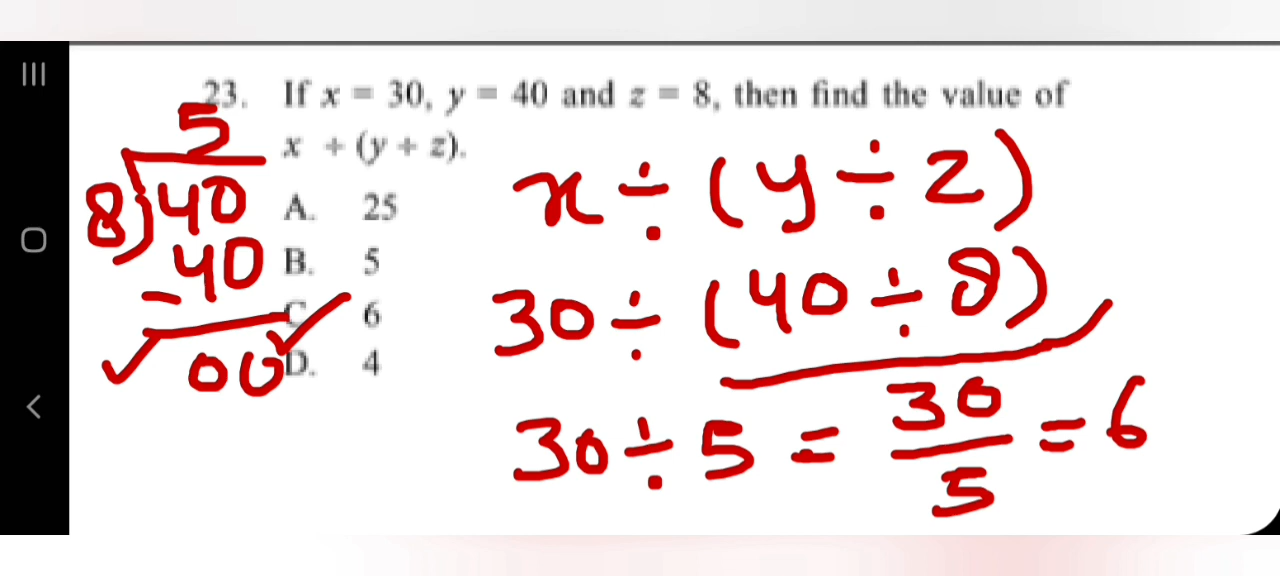 23. If x = 30, y = 40 and z = 8, then find the value of
x ÷ (y ÷ z).
A. 25
B. 5
C. 6
D. 4
5
8)40
-40
00
x ÷ (y ÷ z)
30 ÷ (40 ÷ 8)
30 ÷ 5 = 30/5 = 6